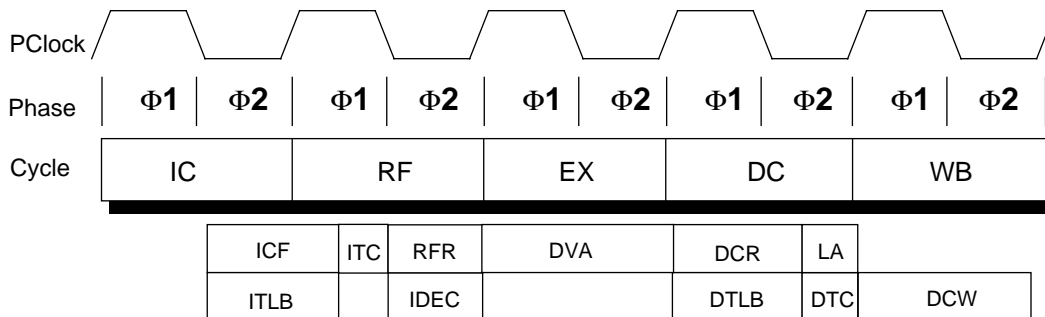 PClock
Phase Φ1 Φ2 Φ1 Φ2 Φ1 Φ2 Φ1 Φ2 Φ1 Φ2
Cycle IC RF EX DC WB
ICF ITC RFR DVA DCR LA
ITLB IDEC DTLB DTC DCW